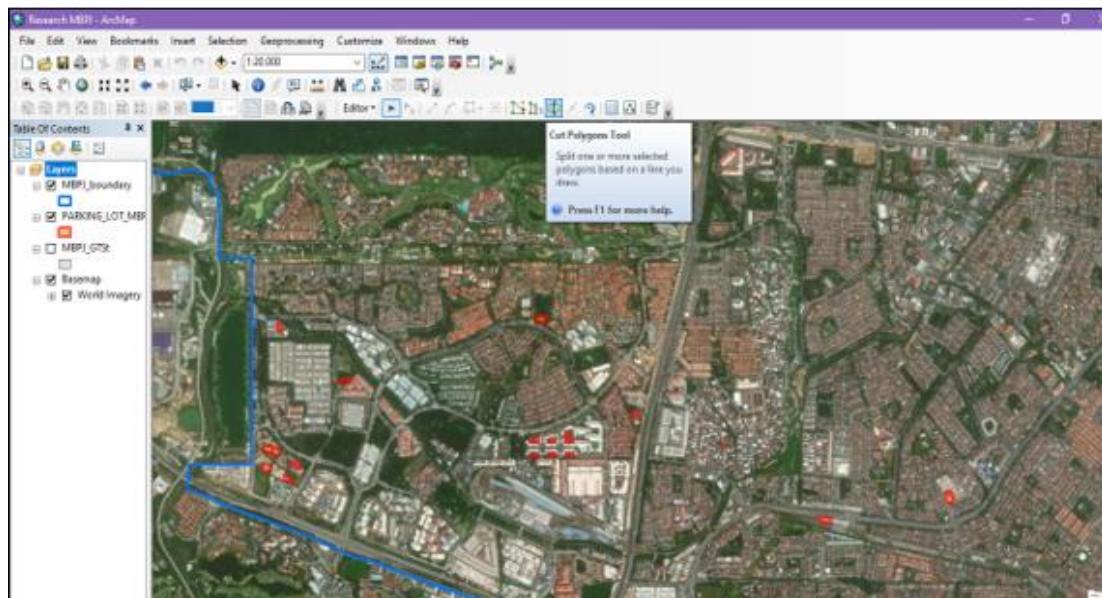 Research MBPJ - ArcMap
File Edit View Bookmarks Insert Selection Geoprocessing Customize Windows Help
1:20,000
Editor
Table Of Contents
Cut Polygons Tool
Split one or more selected
polygons based on a line you
draw.
Press F1 for more help.
Layers
MBPJ_boundary
PARKING_LOT_MBP
MBPJ_GTSt
Basemap
World Imagery